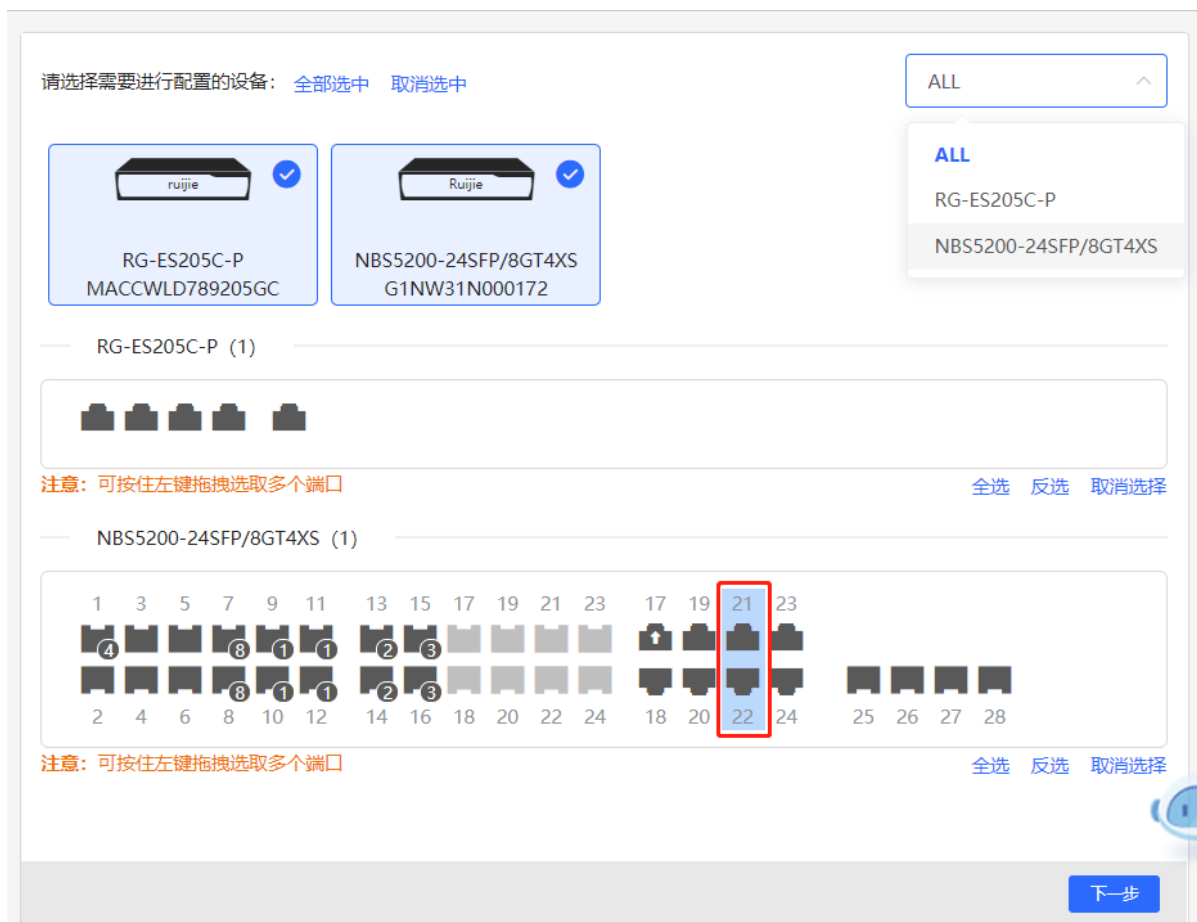 请选择需要进行配置的设备： 全部选中 取消选中 ALL
ALL
RG-ES205C-P
NBS5200-24SFP/8GT4XS
ruijie Ruijie
RG-ES205C-P NBS5200-24SFP/8GT4XS
MACCWLD789205GC G1NW31N000172
RG-ES205C-P (1)
注意：可按住左键拖拽选取多个端口 全选 反选 取消选择
NBS5200-24SFP/8GT4XS (1)
1 3 5 7 9 11 13 15 17 19 21 23 17 19 21 23
4 8 1 1 2 3
8 1 1 2 3
2 4 6 8 10 12 14 16 18 20 22 24 18 20 22 24 25 26 27 28
注意：可按住左键拖拽选取多个端口 全选 反选 取消选择
下一步